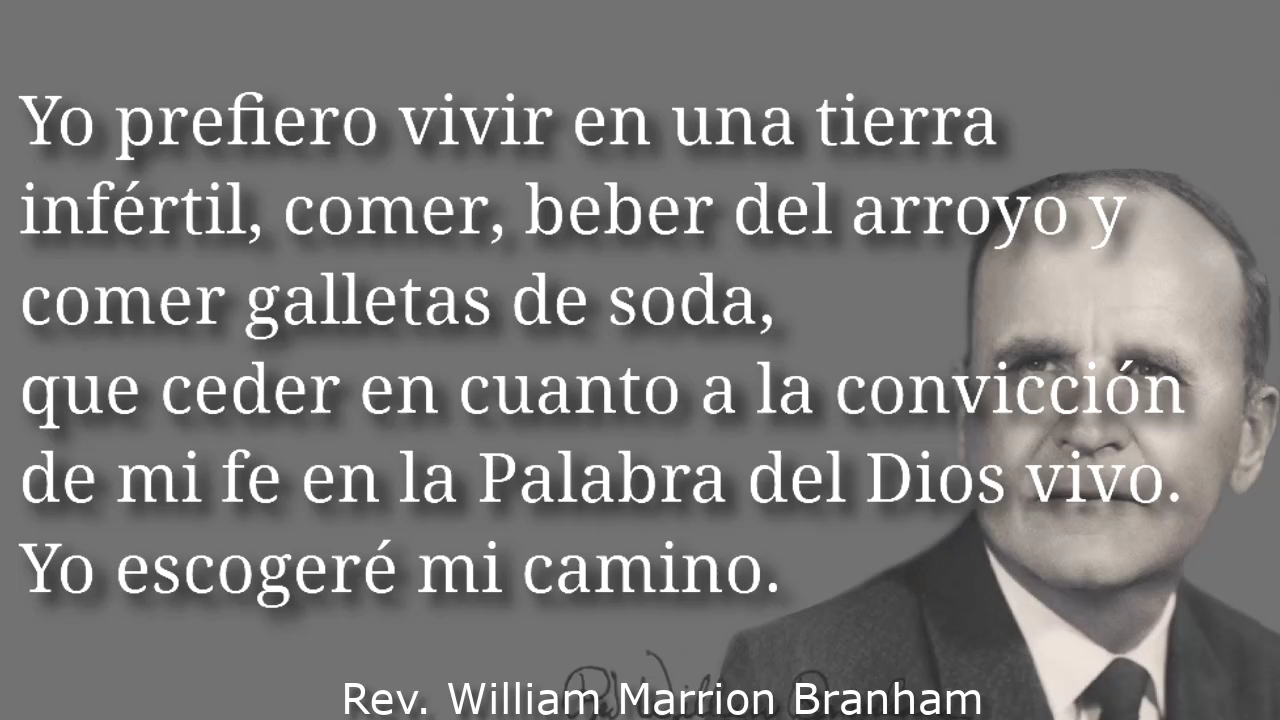 Yo prefiero vivir en una tierra
infértil, comer, beber del arroyo y
comer galletas de soda,
que ceder en cuanto a la convicción
de mi fe en la Palabra del Dios vivo.
Yo escogeré mi camino.
Rev. William Marrion Branham